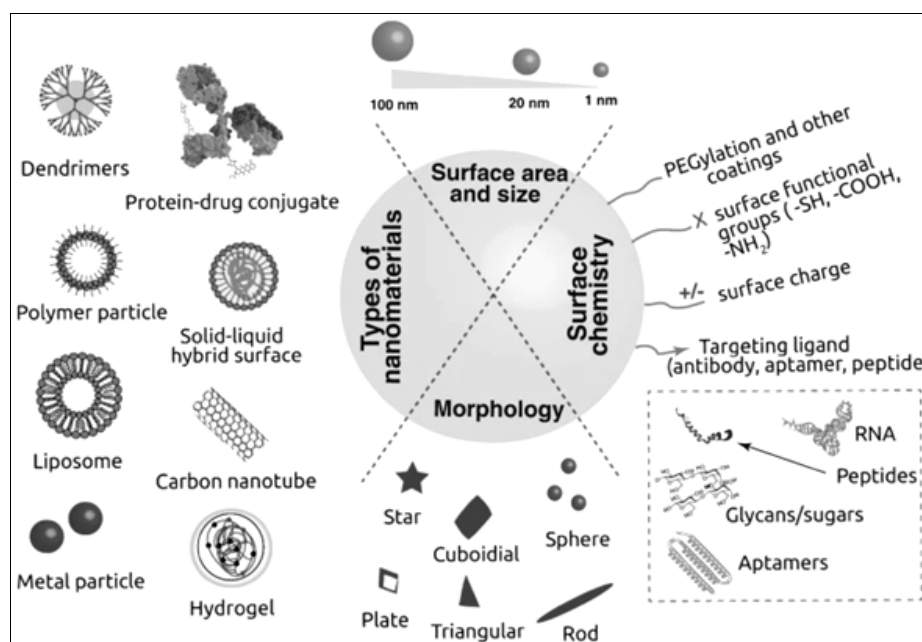 100 nm
20 nm
1 nm
Dendrimers
Protein-drug conjugate
Polymer particle
Solid-liquid
hybrid surface
Liposome
Carbon nanotube
Metal particle
Hydrogel
Surface area
and size
Types of
nanomaterials
Surface
chemistry
Morphology
PEGylation and other
coatings
X surface functional
groups ( -SH, -COOH,
-NH₂)
+/- surface charge
Targeting ligand
(antibody, aptamer, peptide
RNA
Peptides
Glycans/sugars
Aptamers
Star
Cuboidial
Sphere
Plate
Triangular
Rod